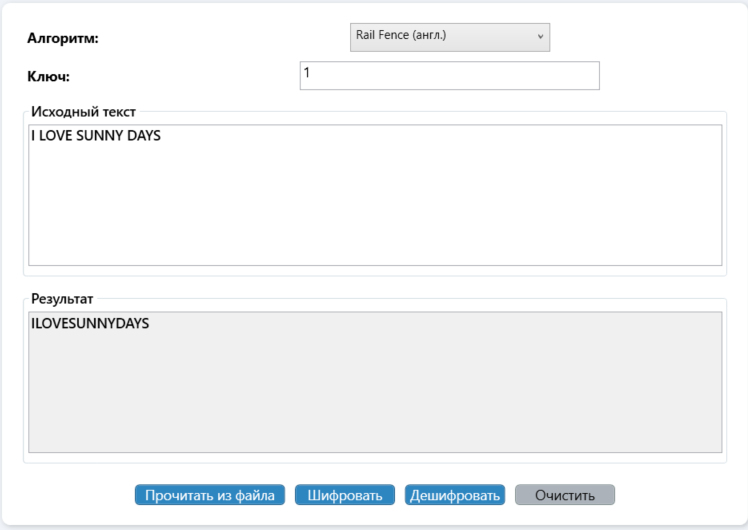 Алгоритм: Rail Fence (англ.)
Ключ: 1
Исходный текст
I LOVE SUNNY DAYS
Результат
ILOVESUNNYDAYS
Прочитать из файла Шифровать Дешифровать Очистить